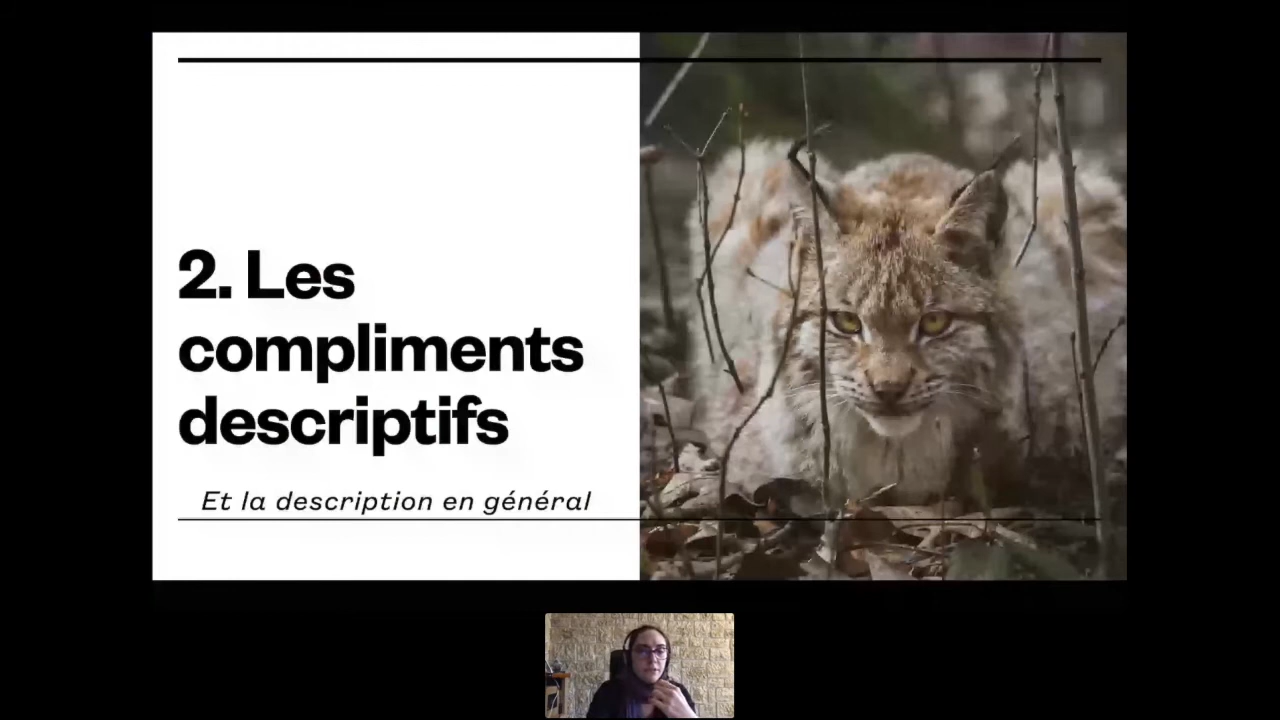 2. Les
compliments
descriptifs
Et la description en général